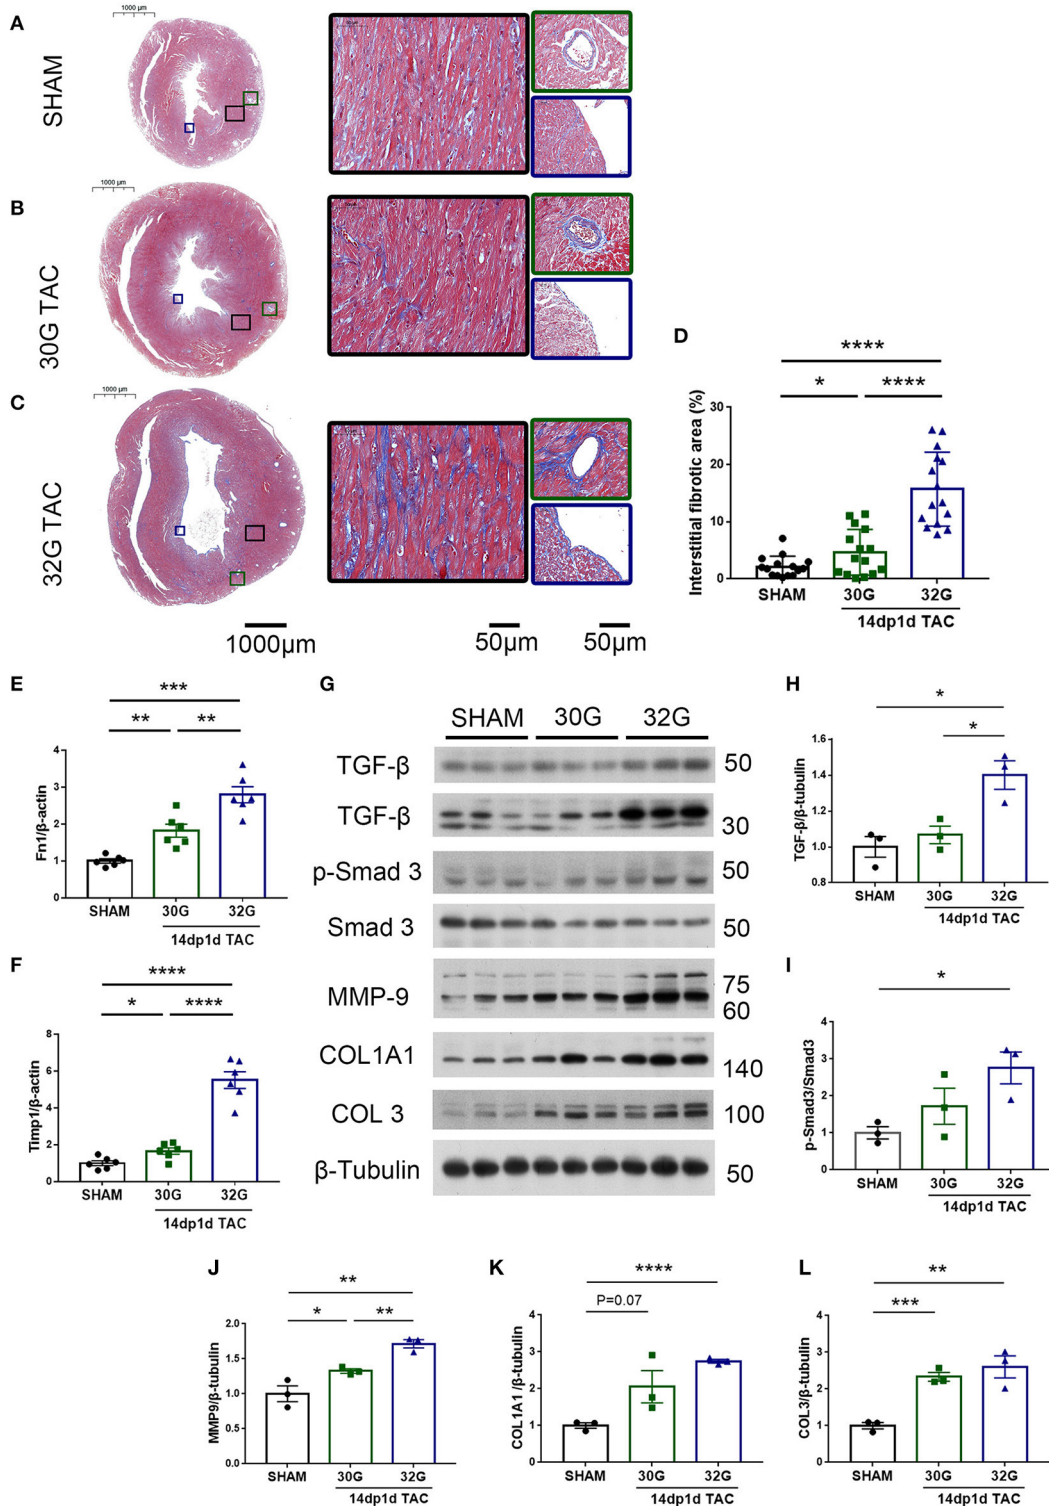 A
1000 µm
SHAM
B
1000 µm
30G TAC
C
1000 µm
32G TAC
1000µm 50µm 50µm
D
****
* ****
Interstitial fibrotic area (%)
30
20
10
0
SHAM 30G 32G
14dp1d TAC
E
***
** **
Fn1/β-actin
4
3
2
1
0
SHAM 30G 32G
14dp1d TAC
F
****
* ****
Timp1/β-actin
8
6
4
2
0
SHAM 30G 32G
14dp1d TAC
G
SHAM 30G 32G
TGF-β 50
TGF-β 30
p-Smad 3 50
Smad 3 50
MMP-9 75
60
COL1A1 140
COL 3 100
β-Tubulin 50
H
*
*
TGF-β/β-tubulin
1.6
1.4
1.2
1.0
0.8
SHAM 30G 32G
14dp1d TAC
I
*
p-Smad3/Smad3
4
3
2
1
0
SHAM 30G 32G
14dp1d TAC
J
**
* **
MMP9/β-tubulin
2.0
1.5
1.0
0.5
0.0
SHAM 30G 32G
14dp1d TAC
K
****
P=0.07
COL1A1 /β-tubulin
4
3
2
1
0
SHAM 30G 32G
14dp1d TAC
L
**
***
COL3/β-tubulin
4
3
2
1
0
SHAM 30G 32G
14dp1d TAC